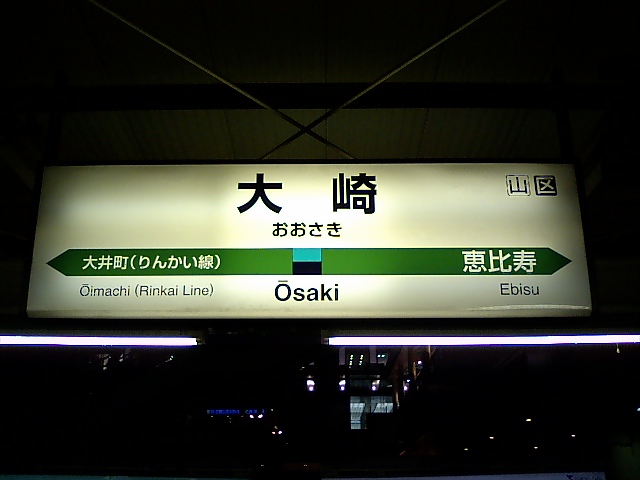 大崎
山区
おおさき
大井町(りんかい線)
恵比寿
Ōimachi (Rinkai Line)
Ōsaki
Ebisu